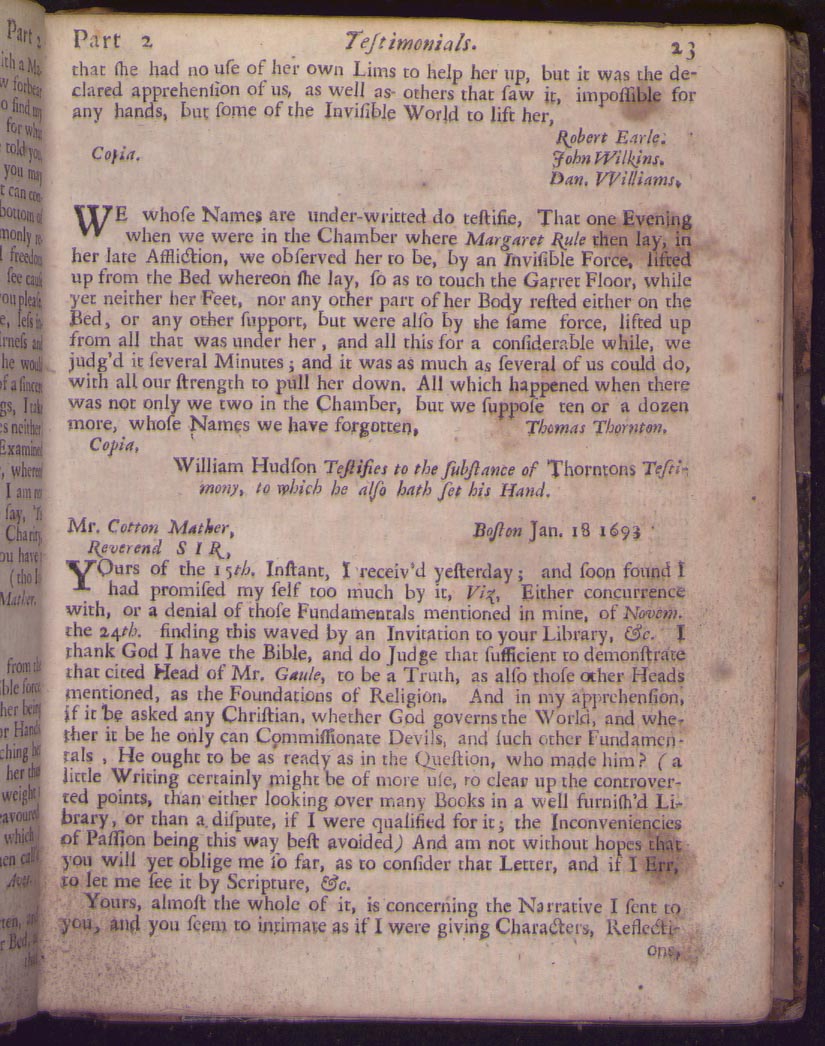 Part 2 Teſtimonials. 23
that ſhe had no uſe of her own Lims to help her up, but it was the de-
clared apprehenſion of us, as well as others that ſaw it, impoſſible for
any hands, but ſome of the Inviſible World to lift her,
Robert Earle.
Copia. John Wilkins.
Dan. VVilliams.
WE whoſe Names are under-writted do teſtifie, That one Evening
when we were in the Chamber where Margaret Rule then lay, in
her late Affliction, we obſerved her to be, by an Inviſible Force, lifted
up from the Bed whereon ſhe lay, ſo as to touch the Garret Floor, while
yet neither her Feet, nor any other part of her Body reſted either on the
Bed, or any other ſupport, but were alſo by the ſame force, lifted up
from all that was under her, and all this for a conſiderable while, we
judg'd it ſeveral Minutes; and it was as much as ſeveral of us could do,
with all our ſtrength to pull her down. All which happened when there
was not only we two in the Chamber, but we ſuppoſe ten or a dozen
more, whoſe Names we have forgotten, Thomas Thornton.
Copia,
William Hudſon Teſtifies to the ſubſtance of Thorntons Teſti-
mony, to which he alſo hath ſet his Hand.
Mr. Cotton Mather, Boſton Jan. 18 1693
Reverend S I R,
YOurs of the 15th. Inſtant, I receiv'd yeſterday; and ſoon found I
had promiſed my ſelf too much by it, Viz, Either concurrence
with, or a denial of thoſe Fundamentals mentioned in mine, of Novem.
the 24th. finding this waved by an Invitation to your Library, &c. I
thank God I have the Bible, and do Judge that ſufficient to demonſtrate
that cited Head of Mr. Gaule, to be a Truth, as alſo thoſe other Heads
mentioned, as the Foundations of Religion. And in my apprehenſion,
if it be asked any Chriſtian, whether God governs the World, and whe-
ther it be he only can Commiſſionate Devils, and ſuch other Fundamen-
tals, He ought to be as ready as in the Queſtion, who made him? (a
little Writing certainly might be of more uſe, to clear up the controver-
ted points, than either looking over many Books in a well furniſh'd Li-
brary, or than a diſpute, if I were qualified for it; the Inconveniencies
of Paſſion being this way beſt avoided) And am not without hopes that
you will yet oblige me ſo far, as to conſider that Letter, and if I Err,
to let me ſee it by Scripture, &c.
Yours, almoſt the whole of it, is concerning the Narrative I ſent to
you, and you ſeem to intimate as if I were giving Characters, Reflecti-
ons,